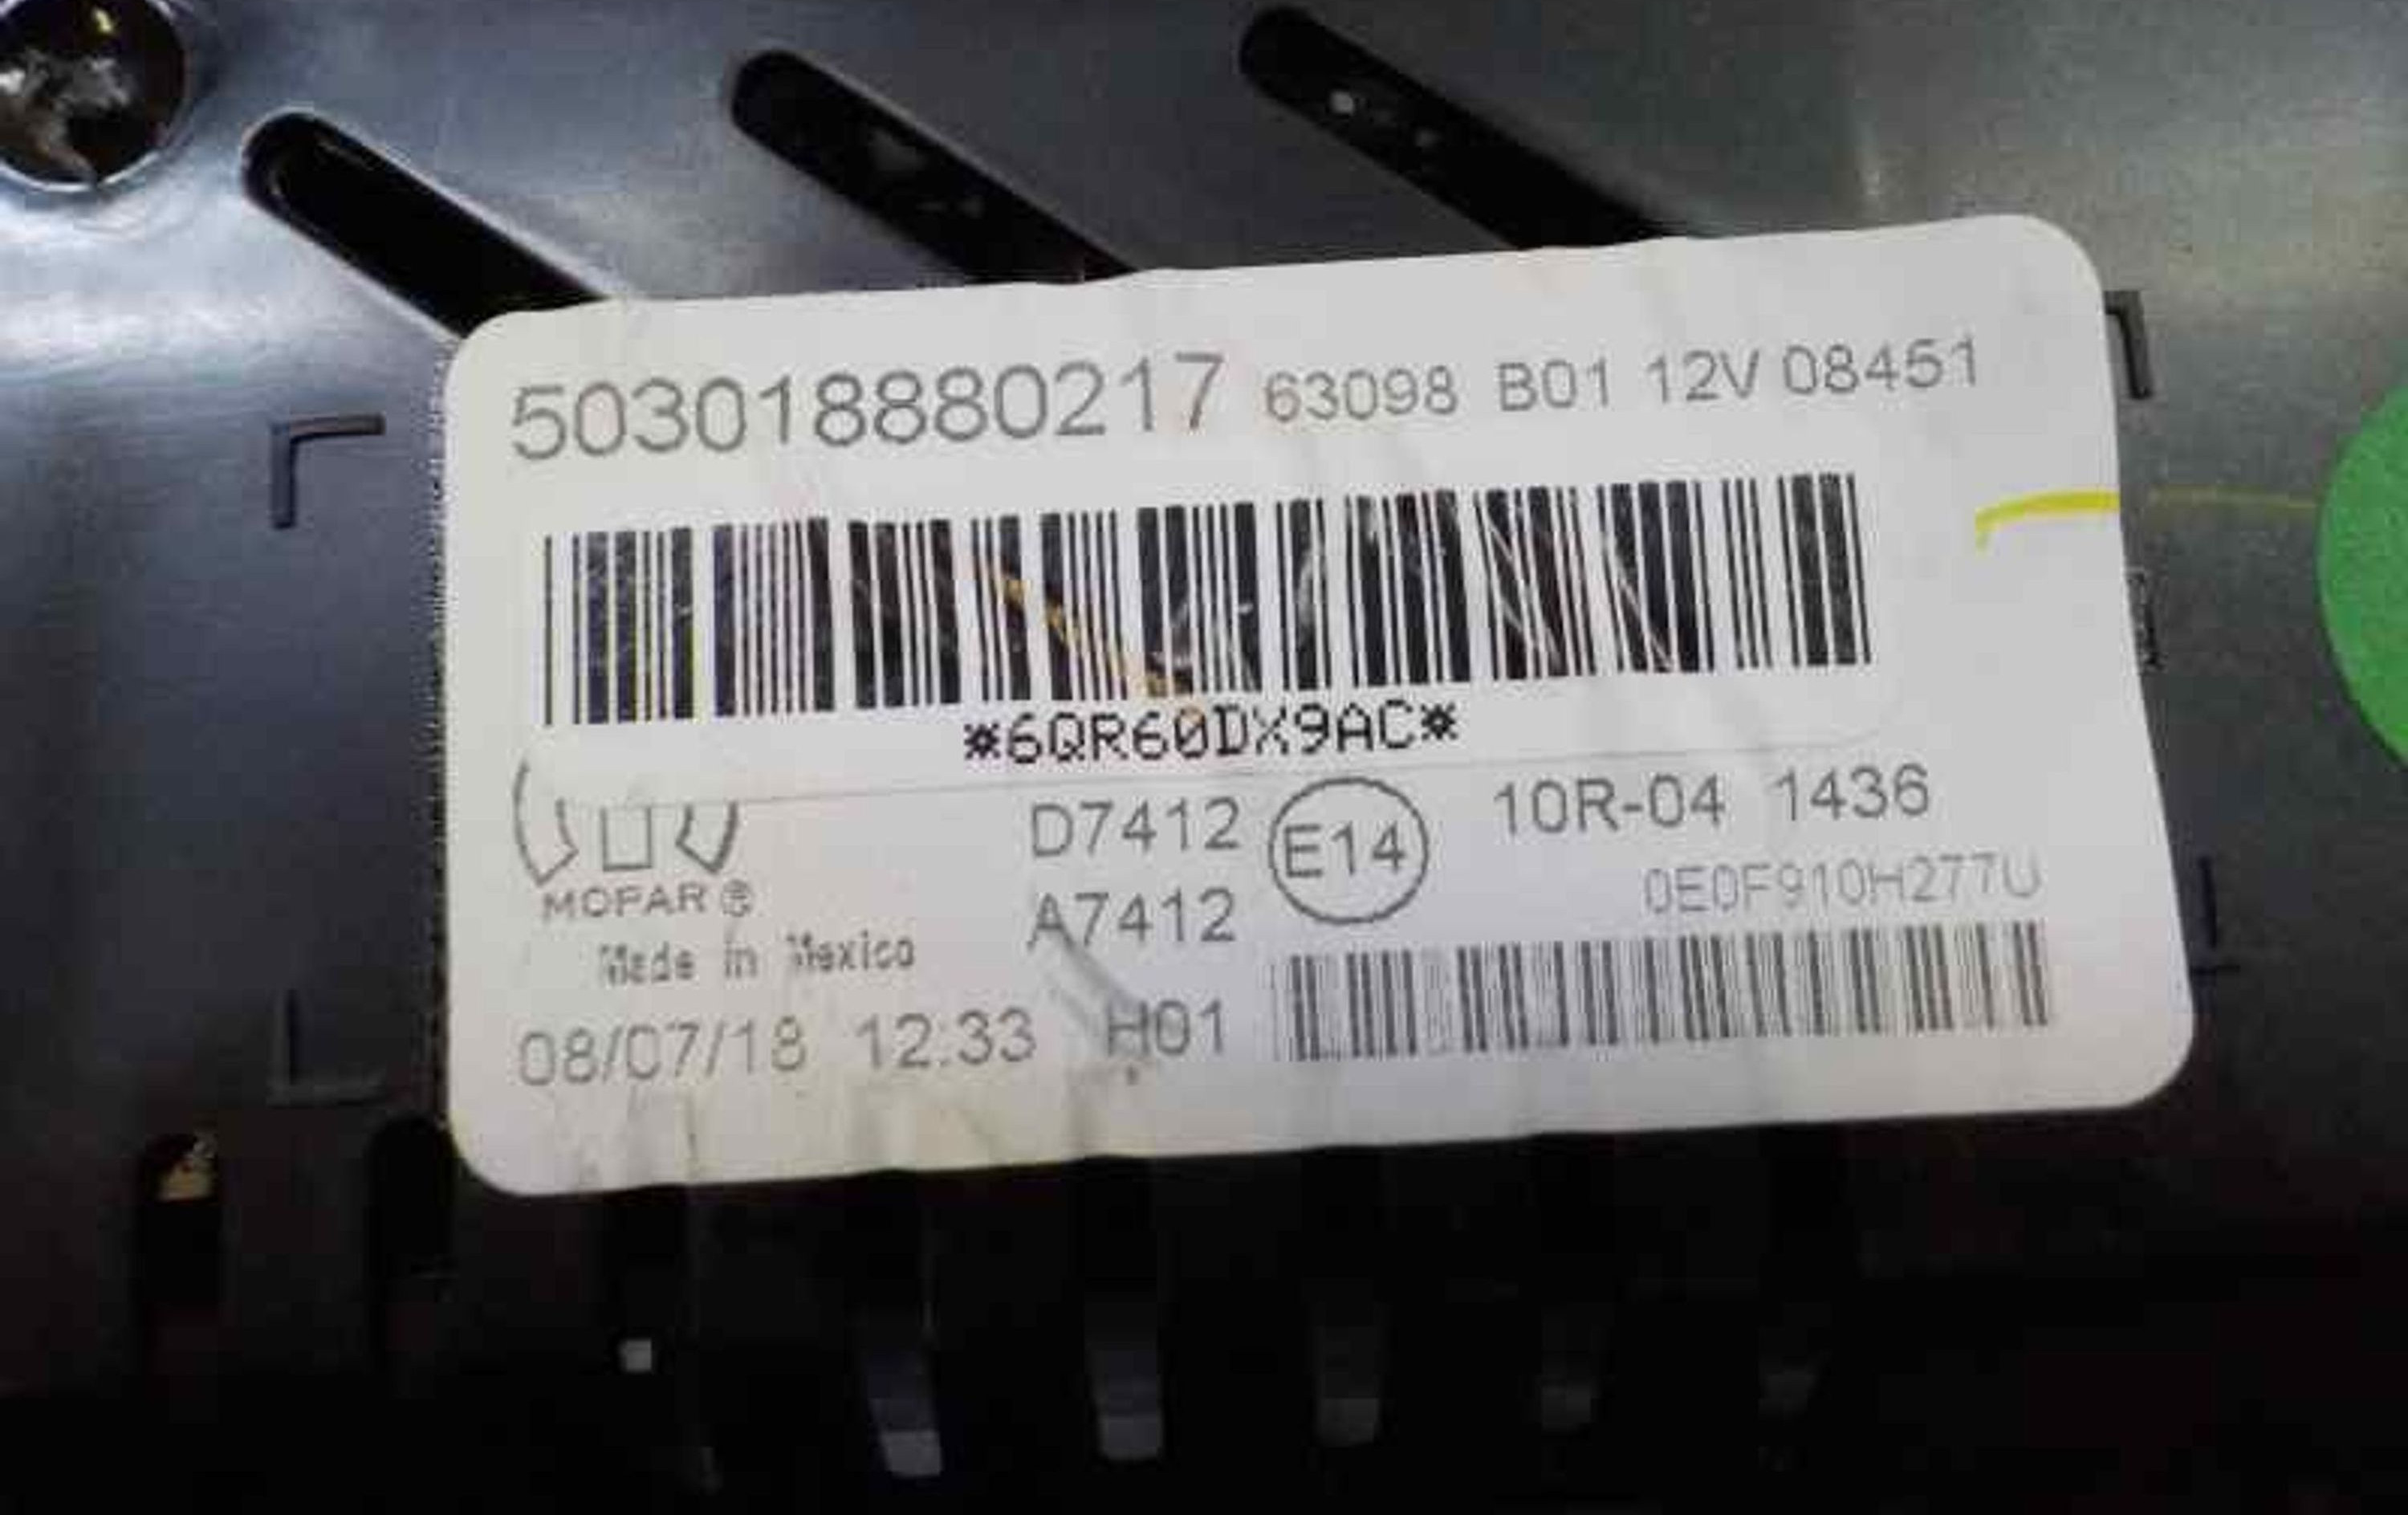 503018880217 63098 B01 12V 08451
*6QR60DX9AC*
D7412 E14 10R-04 1436
MOPAR ® A7412 0E0F910H277U
Made in Mexico
08/07/18 12:33 H01